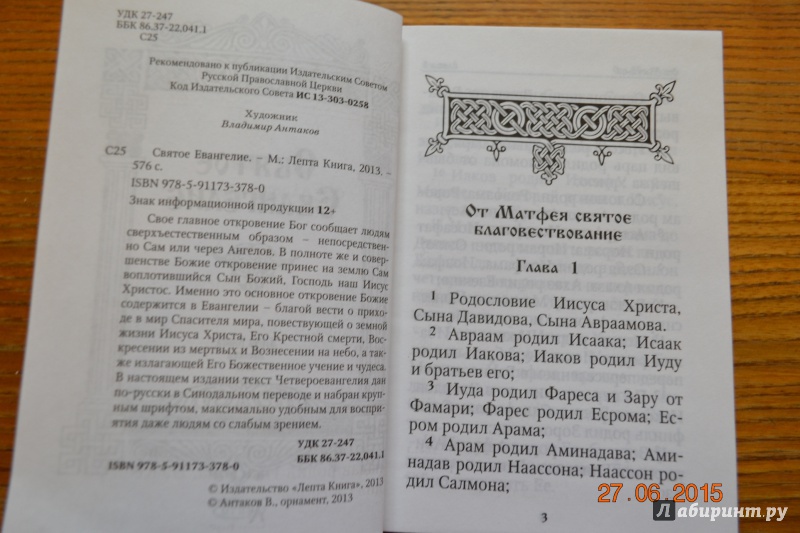 УДК 27-247
ББК 86.37-22.041.1
С25
Рекомендовано к публикации Издательским Советом
Русской Православной Церкви
Код Издательского Совета ИС 13-303-0258
Художник
Владимир Антаков
С25 Святое Евангелие. – М.: Лепта Книга, 2013. –
576 с.
ISBN 978-5-91173-378-0
Знак информационной продукции 12+
Свое главное откровение Бог сообщает людям
сверхъестественным образом – непосредствен-
но Сам или через Ангелов. В полноте же и совер-
шенстве Божие откровение принес на землю Сам
воплотившийся Сын Божий, Господь наш Иисус
Христос. Именно это основное откровение Божие
содержится в Евангелии – благой вести о прихо-
де в мир Спасителя мира, повествующей о земной
жизни Иисуса Христа, Его Крестной смерти, Вос-
кресении из мертвых и Вознесении на небо, а так-
же излагающей Его Божественное учение и чудеса.
В настоящем издании текст Четвероевангелия дан
по-русски в Синодальном переводе и набран круп-
ным шрифтом, максимально удобным для воспри-
ятия даже людям со слабым зрением.
УДК 27-247
ББК 86.37-22.041.1
ISBN 978-5-91173-378-0
© Издательство «Лепта Книга», 2013
© Антаков В., орнамент, 2013
От Матфея святое
благовествование
Глава 1
1 Родословие Иисуса Христа,
Сына Давидова, Сына Авраамова.
2 Авраам родил Исаака; Исаак
родил Иакова; Иаков родил Иуду
и братьев его;
3 Иуда родил Фареса и Зару от
Фамари; Фарес родил Есрома; Ес-
ром родил Арама;
4 Арам родил Аминадава; Ами-
надав родил Наассона; Наассон ро-
дил Салмона;
3
27.06.2015
Лабиринт.ру